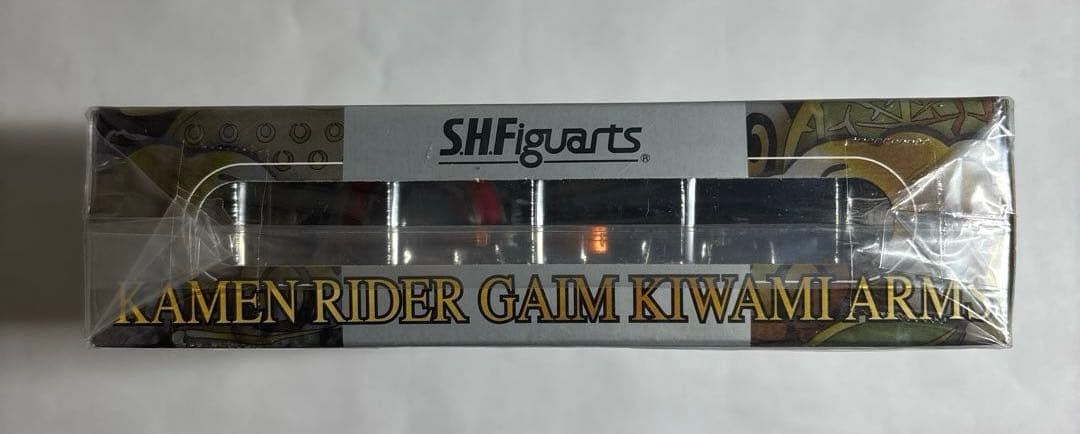 S.H.Figuarts®
KAMEN RIDER GAIM KIWAMI ARMS